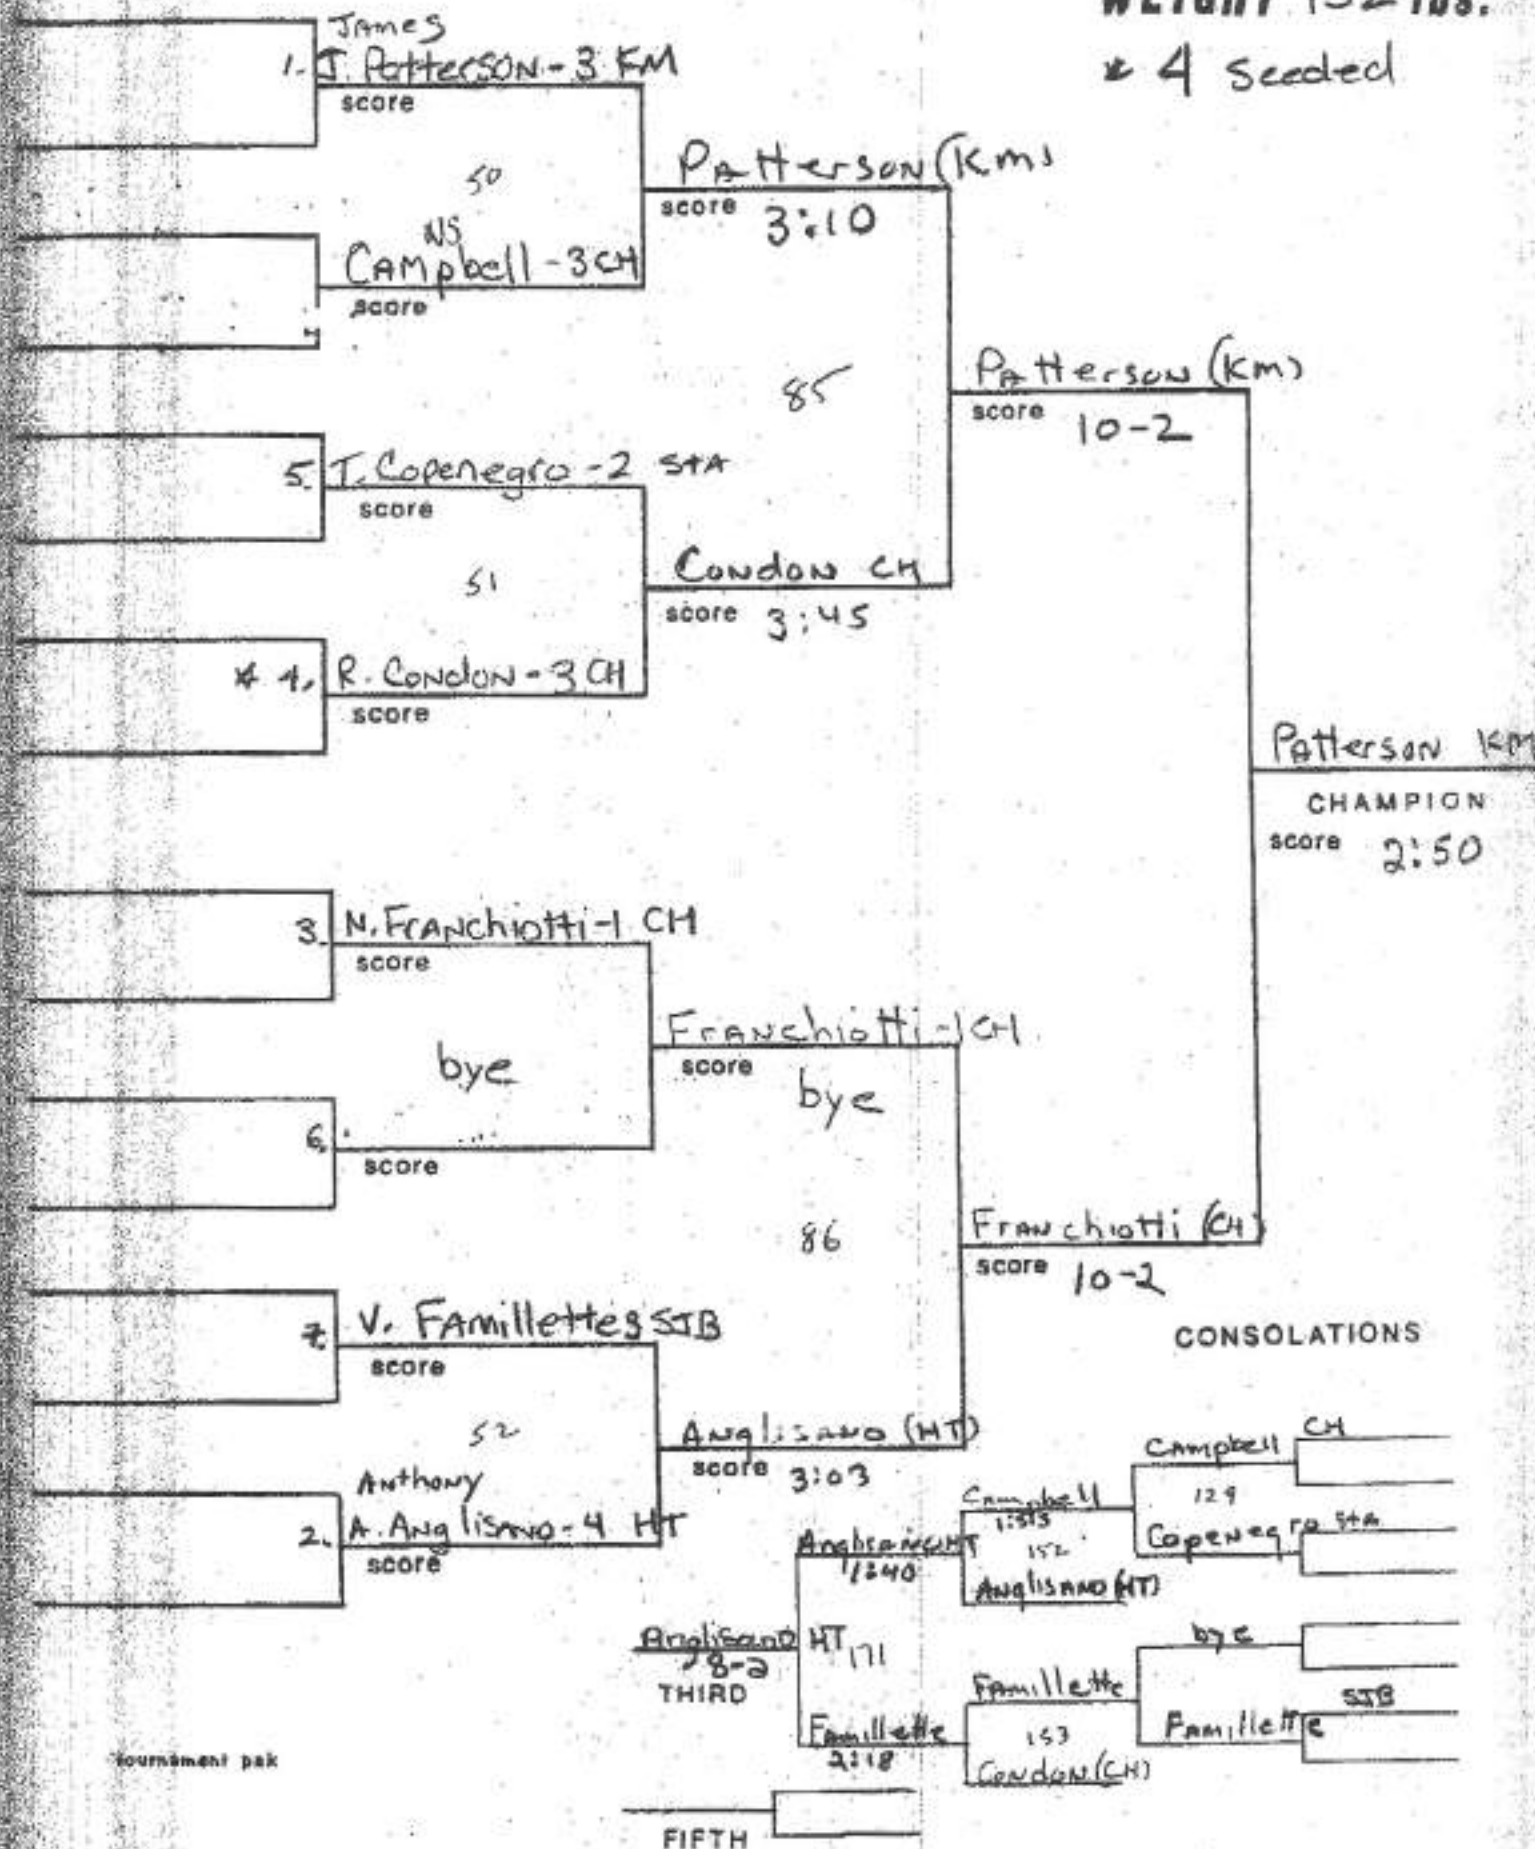 WEIGHT 132 lbs.
* 4 Seeded
James
1. J. Patterson - 3 KM
score
50
Patterson (KM)
score 3:10
NS
Campbell - 3 CH
score
85
Patterson (KM)
score 10-2
5. T. Copenegro - 2 STA
score
51
Condon CH
score 3:45
* 4. R. Condon - 3 CH
score
Patterson KM
CHAMPION
score 2:50
3. N. Franchiotti - 1 CH
score
bye
Franchiotti - 1 CH
score
bye
6.
score
86
Franchiotti (CH)
score 10-2
7. V. Famillette 3 SJB
score
52
Anglisano (HT)
score 3:03
Anthony
2. A. Anglisano - 4 HT
score
CONSOLATIONS
Campbell CH
129
Copenegro STA
Campbell
152
Anglisano (HT)
Anglisano HT
1:40
bye
Famillette SJB
Famillette
153
Condon (CH)
Famillette
2:18
171
Anglisano HT
8-2
THIRD
FIFTH
tournament pak